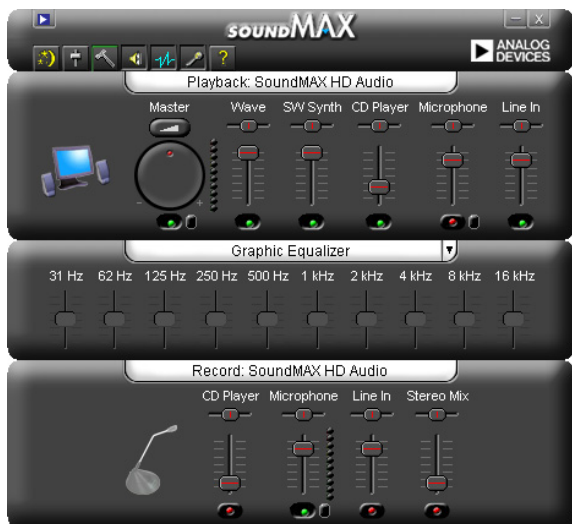 SOUNDMAX
ANALOG DEVICES
Playback: SoundMAX HD Audio
Master Wave SW Synth CD Player Microphone Line In
- +
Graphic Equalizer
31 Hz 62 Hz 125 Hz 250 Hz 500 Hz 1 kHz 2 kHz 4 kHz 8 kHz 16 kHz
Record: SoundMAX HD Audio
CD Player Microphone Line In Stereo Mix